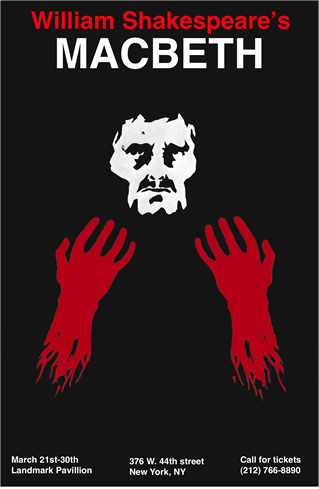 William Shakespeare's
MACBETH
March 21st-30th
Landmark Pavillion
376 W. 44th street
New York, NY
Call for tickets
(212) 766-8890